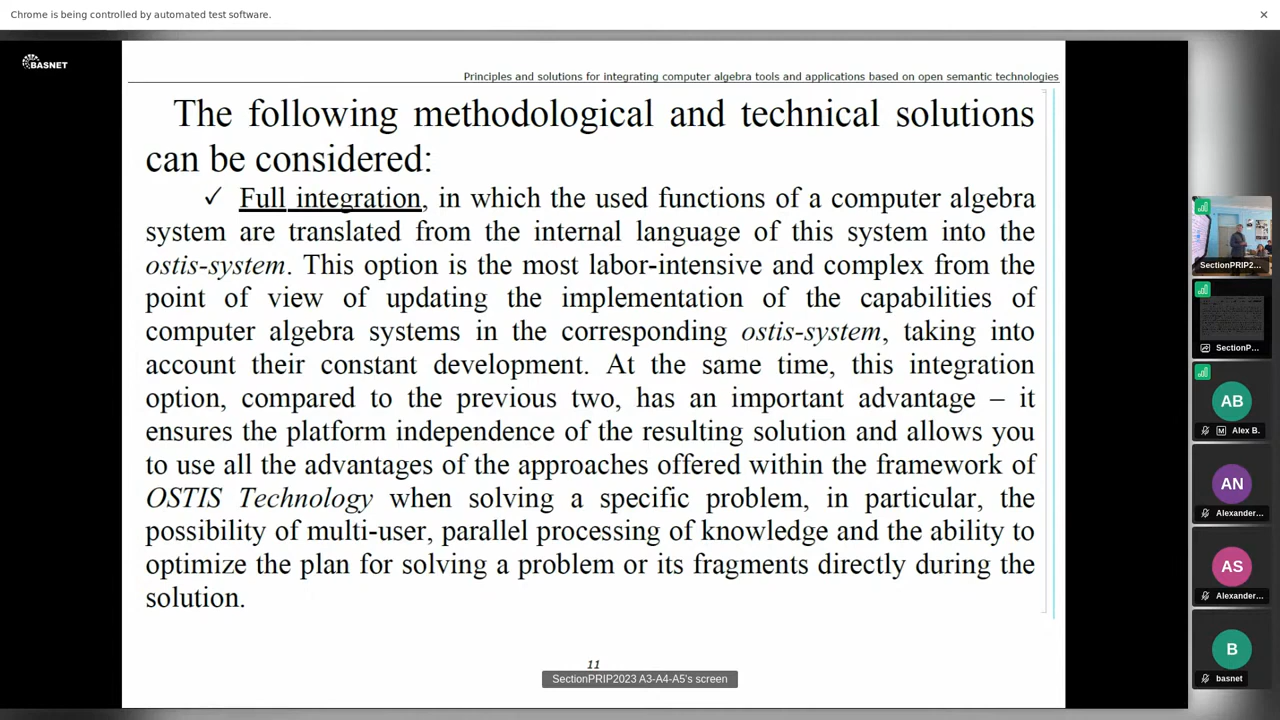 Chrome is being controlled by automated test software.
BASNET
Principles and solutions for integrating computer algebra tools and applications based on open semantic technologies
The following methodological and technical solutions
can be considered:
✓ Full integration, in which the used functions of a computer algebra
system are translated from the internal language of this system into the
ostis-system. This option is the most labor-intensive and complex from the
point of view of updating the implementation of the capabilities of
computer algebra systems in the corresponding ostis-system, taking into
account their constant development. At the same time, this integration
option, compared to the previous two, has an important advantage – it
ensures the platform independence of the resulting solution and allows you
to use all the advantages of the approaches offered within the framework of
OSTIS Technology when solving a specific problem, in particular, the
possibility of multi-user, parallel processing of knowledge and the ability to
optimize the plan for solving a problem or its fragments directly during the
solution.
11
SectionPRIP2023 A3-A4-A5's screen
SectionPRIP2...
SectionP...
AB
M Alex B.
AN
Alexander...
AS
Alexander...
B
basnet